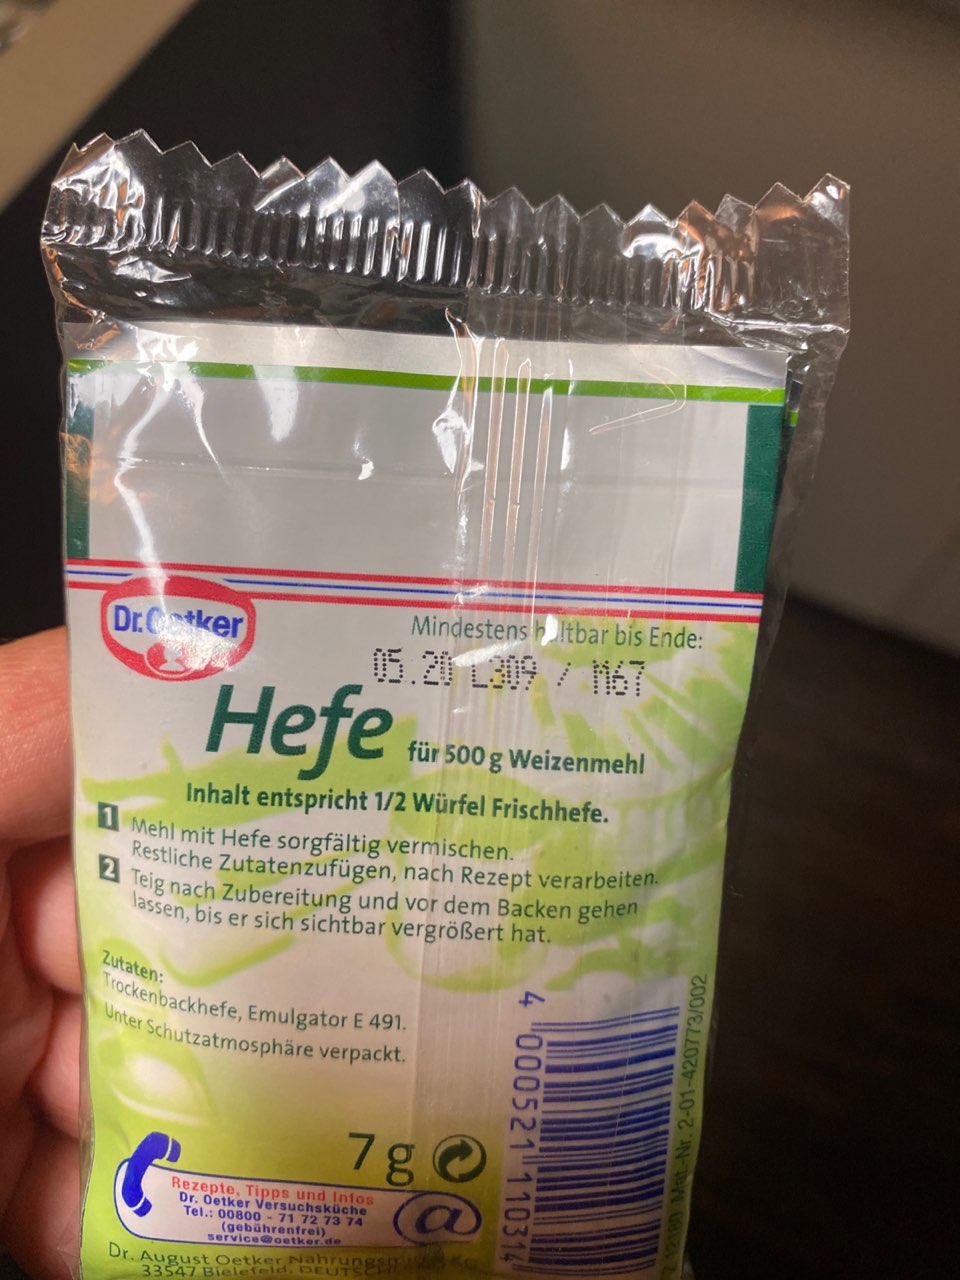 Dr. Oetker
Mindestens haltbar bis Ende:
05.20 L309 / M67
Hefe
für 500 g Weizenmehl
Inhalt entspricht 1/2 Würfel Frischhefe.
1 Mehl mit Hefe sorgfältig vermischen.
Restliche Zutatenzufügen, nach Rezept verarbeiten.
2 Teig nach Zubereitung und vor dem Backen gehen
lassen, bis er sich sichtbar vergrößert hat.
Zutaten:
Trockenbackhefe, Emulgator E 491.
Unter Schutzatmosphäre verpackt.
4 000521 110314
Mat.-Nr. 2-01-420773/002
7 g
Rezepte, Tipps und Infos
Dr. Oetker Versuchsküche
Tel.: 00800 - 71 72 73 74
(gebührenfrei)
service@oetker.de
@
Dr. August Oetker
33547 Bielefeld,